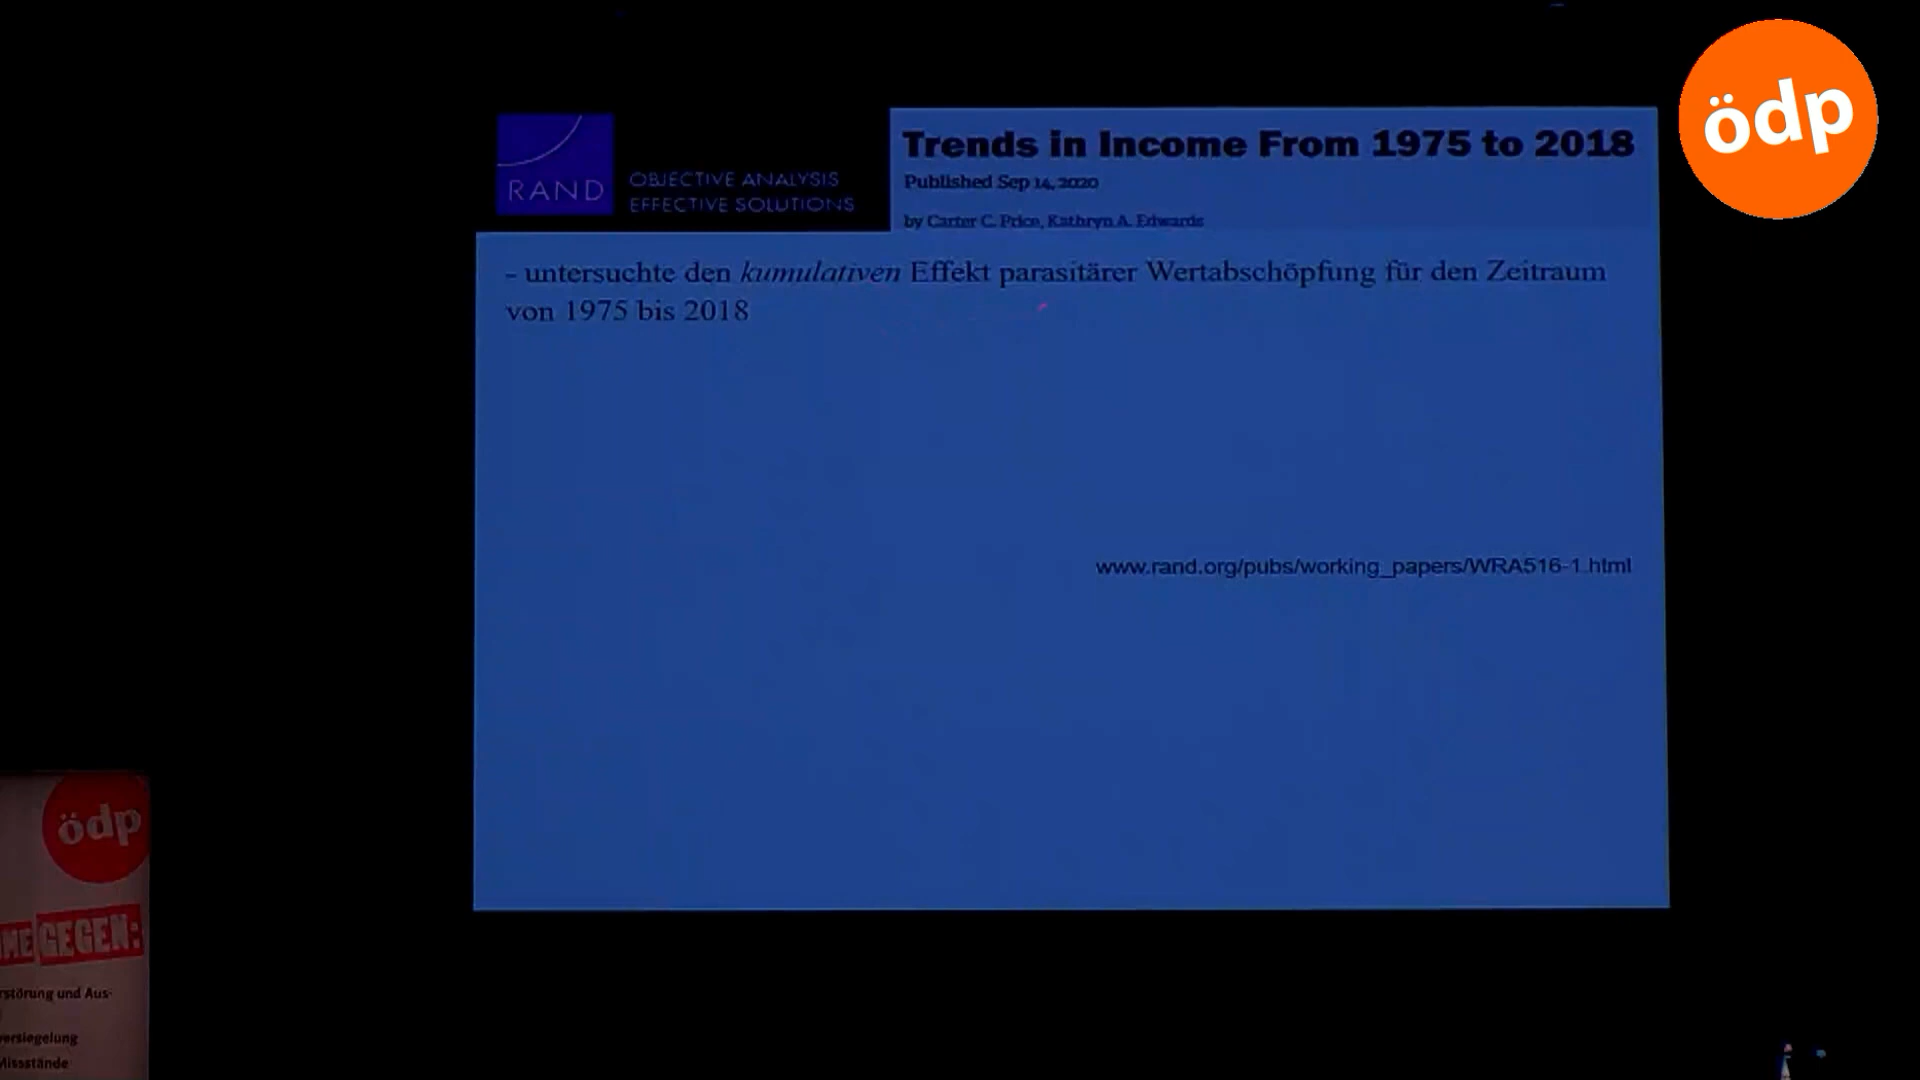 ödp
RAND
OBJECTIVE ANALYSIS
EFFECTIVE SOLUTIONS
Trends in Income From 1975 to 2018
Published Sep 14, 2020
by Carter C. Price, Kathryn A. Edwards
- untersuchte den kumulativen Effekt parasitärer Wertabschöpfung für den Zeitraum
von 1975 bis 2018
www.rand.org/pubs/working_papers/WRA516-1.html
ödp
ME GEGEN:
rstörung und Aus-
versiegelung
Missstände